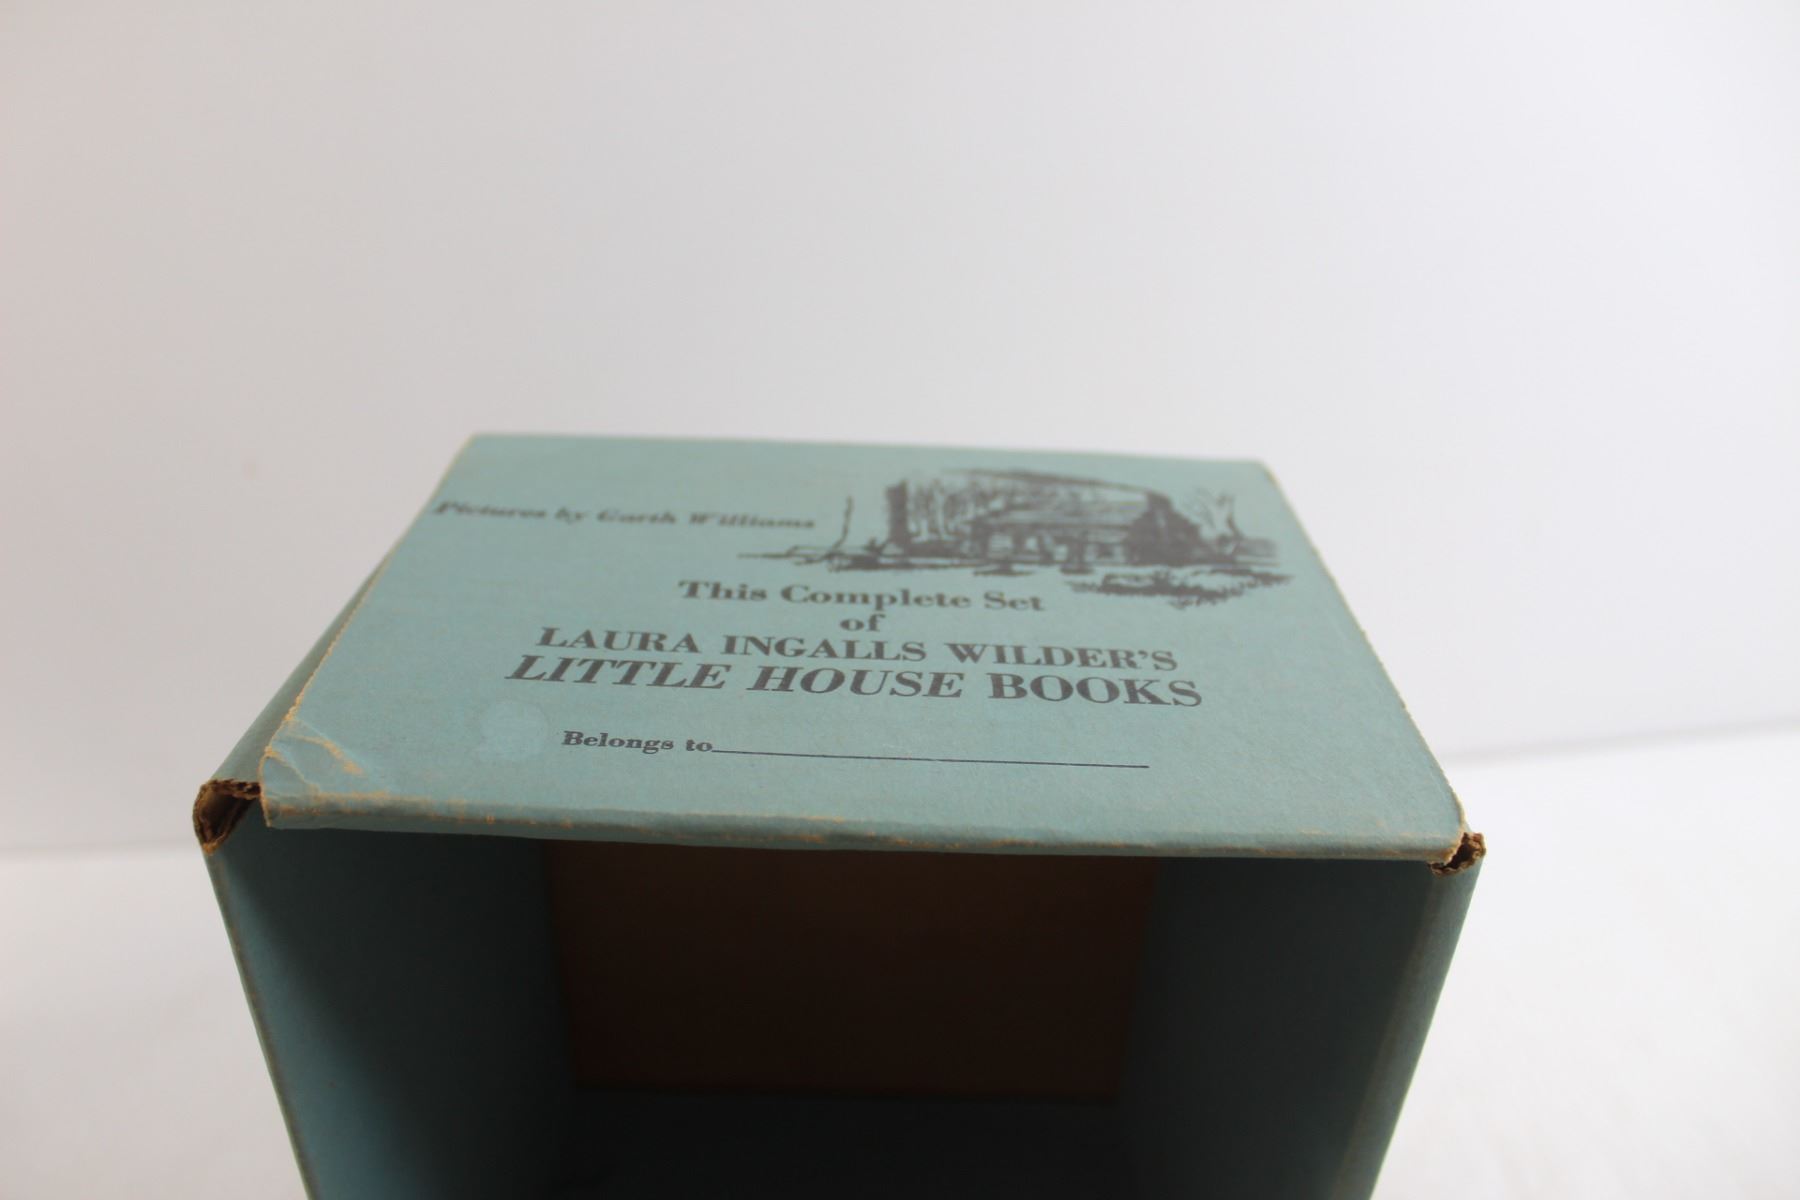 Pictures by Garth Williams
This Complete Set
of
LAURA INGALLS WILDER'S
LITTLE HOUSE BOOKS
Belongs to